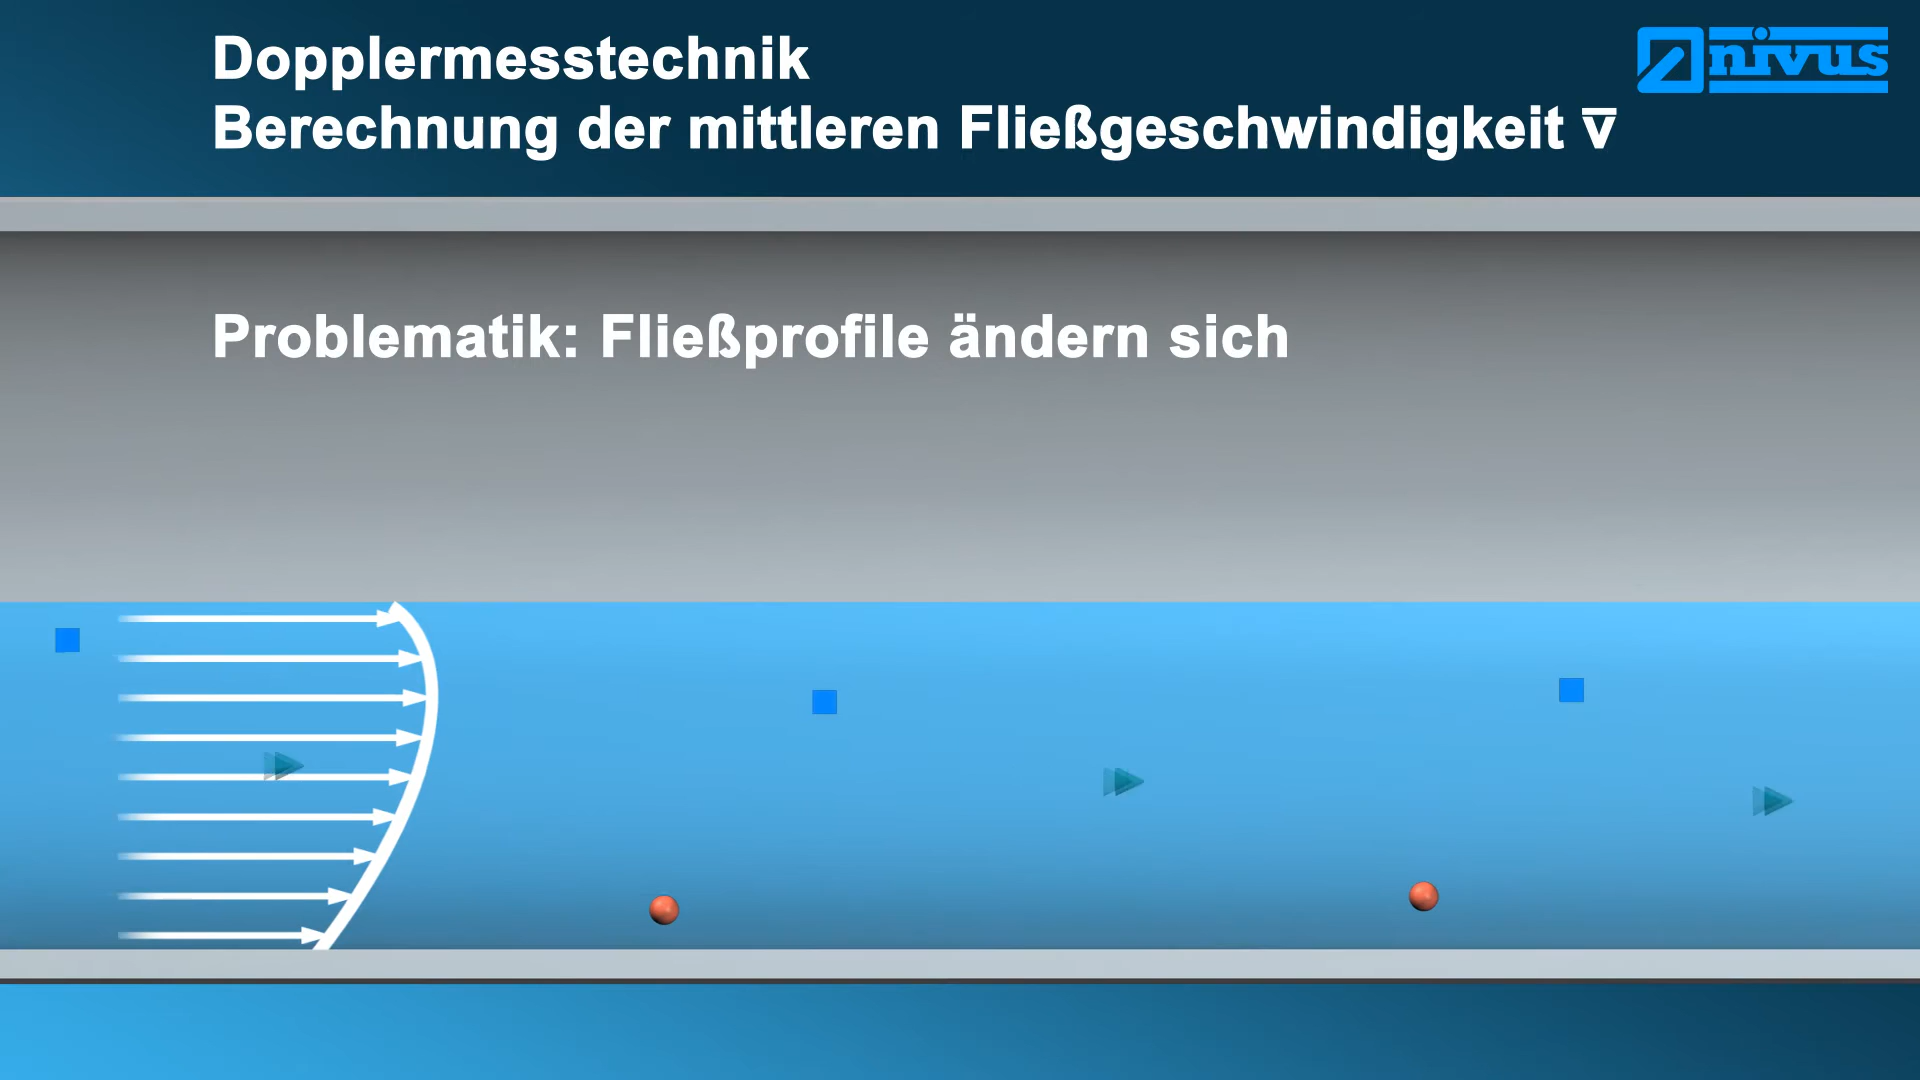 Dopplermesstechnik
nivus
Berechnung der mittleren Fließgeschwindigkeit v̅
Problematik: Fließprofile ändern sich